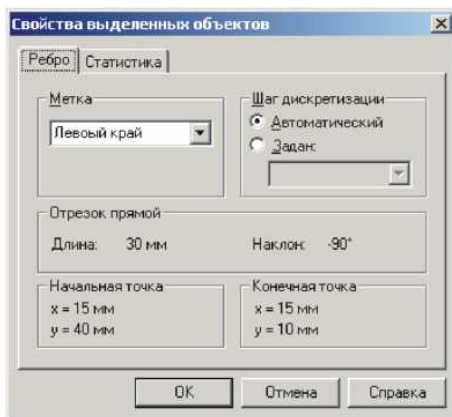 Свойства выделенных объектов
Ребро Статистика
Метка
Левоый край
Шаг дискретизации
Автоматический
Задан:
Отрезок прямой
Длина: 30 мм Наклон: -90°
Начальная точка
x = 15 мм
y = 40 мм
Конечная точка
x = 15 мм
y = 10 мм
OK Отмена Справка